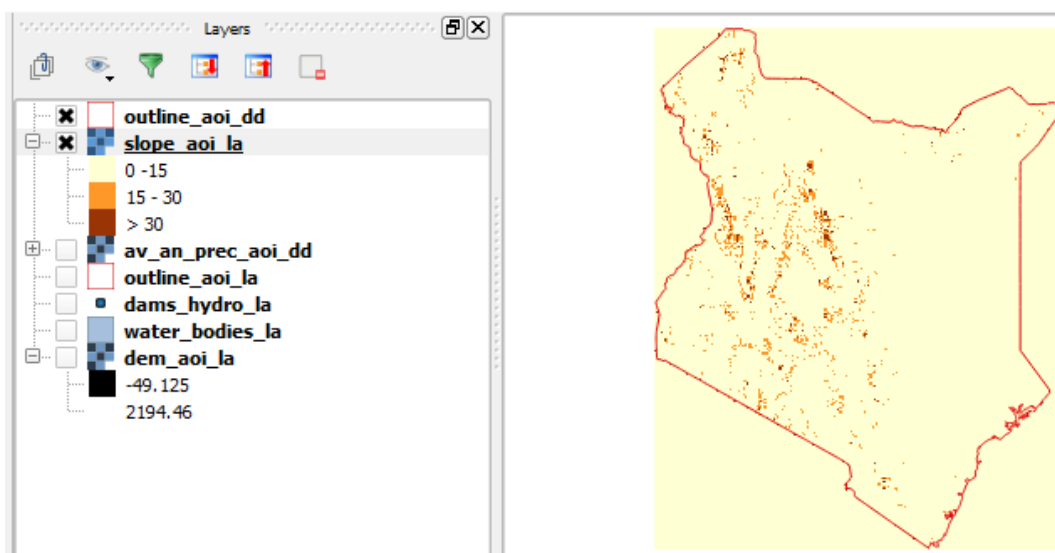 Layers
outline_aoi_dd
slope_aoi_la
0 -15
15 - 30
> 30
av_an_prec_aoi_dd
outline_aoi_la
dams_hydro_la
water_bodies_la
dem_aoi_la
-49.125
2194.46